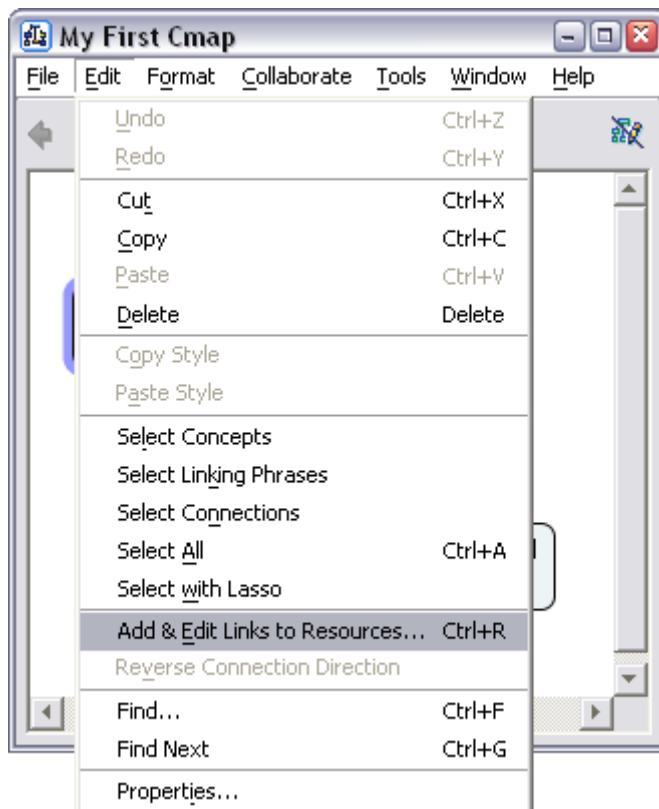 My First Cmap
File Edit Format Collaborate Tools Window Help
Undo Ctrl+Z
Redo Ctrl+Y
Cut Ctrl+X
Copy Ctrl+C
Paste Ctrl+V
Delete Delete
Copy Style
Paste Style
Select Concepts
Select Linking Phrases
Select Connections
Select All Ctrl+A
Select with Lasso
Add & Edit Links to Resources... Ctrl+R
Reverse Connection Direction
Find... Ctrl+F
Find Next Ctrl+G
Properties...